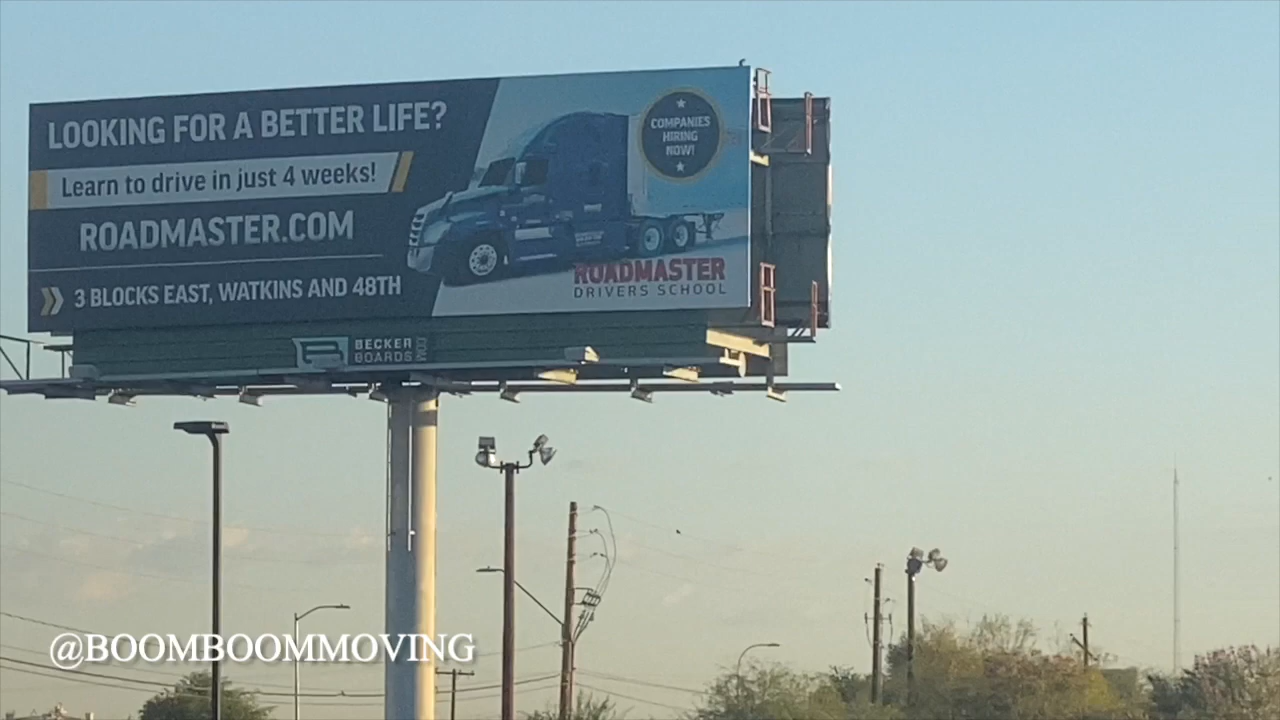 LOOKING FOR A BETTER LIFE?
Learn to drive in just 4 weeks!
ROADMASTER.COM
3 BLOCKS EAST, WATKINS AND 48TH
COMPANIES
HIRING
NOW!
ROADMASTER
DRIVERS SCHOOL
BECKER
BOARDS
.COM
@BOOMBOOMMOVING